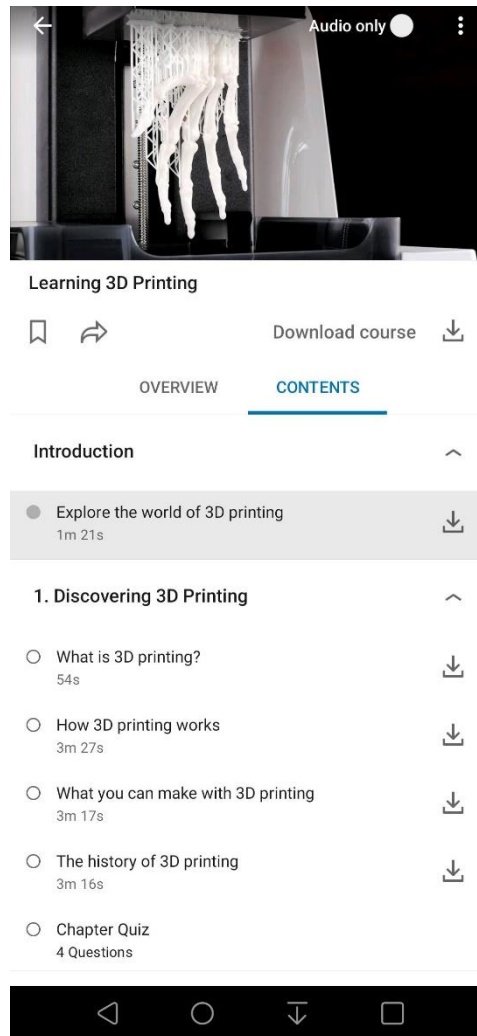 Audio only
Learning 3D Printing
Download course
OVERVIEW
CONTENTS
Introduction
Explore the world of 3D printing
1m 21s
1. Discovering 3D Printing
What is 3D printing?
54s
How 3D printing works
3m 27s
What you can make with 3D printing
3m 17s
The history of 3D printing
3m 16s
Chapter Quiz
4 Questions